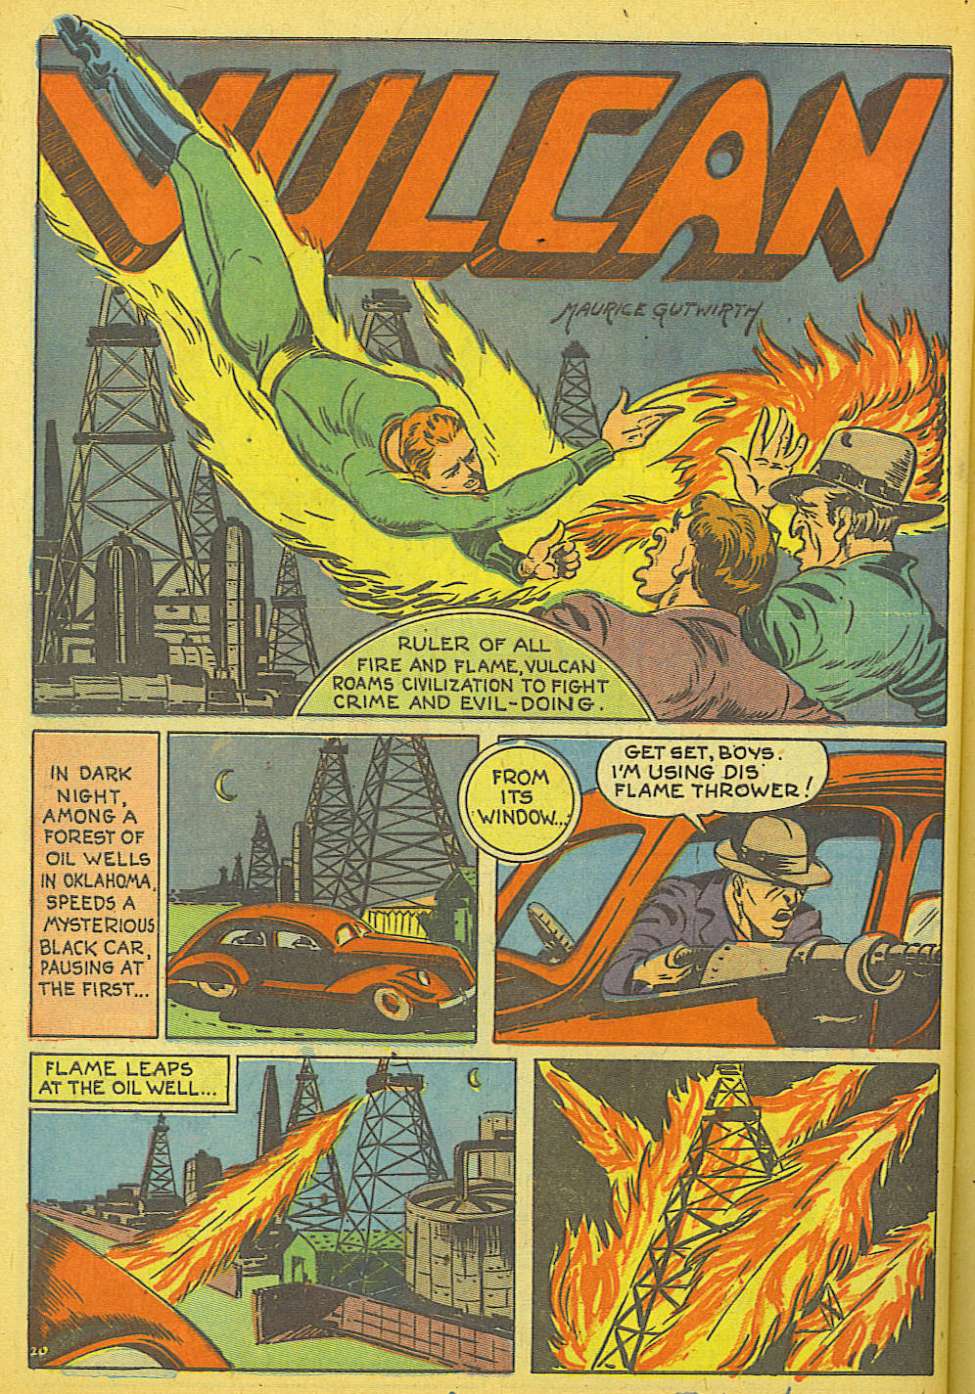 VULCAN
MAURICE GUTWIRTH
RULER OF ALL
FIRE AND FLAME, VULCAN
ROAMS CIVILIZATION TO FIGHT
CRIME AND EVIL-DOING.
IN DARK
NIGHT,
AMONG A
FOREST OF
OIL WELLS
IN OKLAHOMA,
SPEEDS A
MYSTERIOUS
BLACK CAR,
PAUSING AT
THE FIRST...
FROM
ITS
WINDOW...
GET SET, BOYS.
I'M USING DIS
FLAME THROWER!
FLAME LEAPS
AT THE OIL WELL...
20